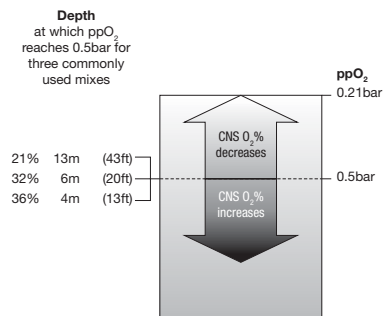 Depth
at which ppO₂
reaches 0.5bar for
three commonly
used mixes
ppO₂
0.21bar
CNS O₂%
decreases
21% 13m (43ft)
32% 6m (20ft)
36% 4m (13ft)
0.5bar
CNS O₂%
increases